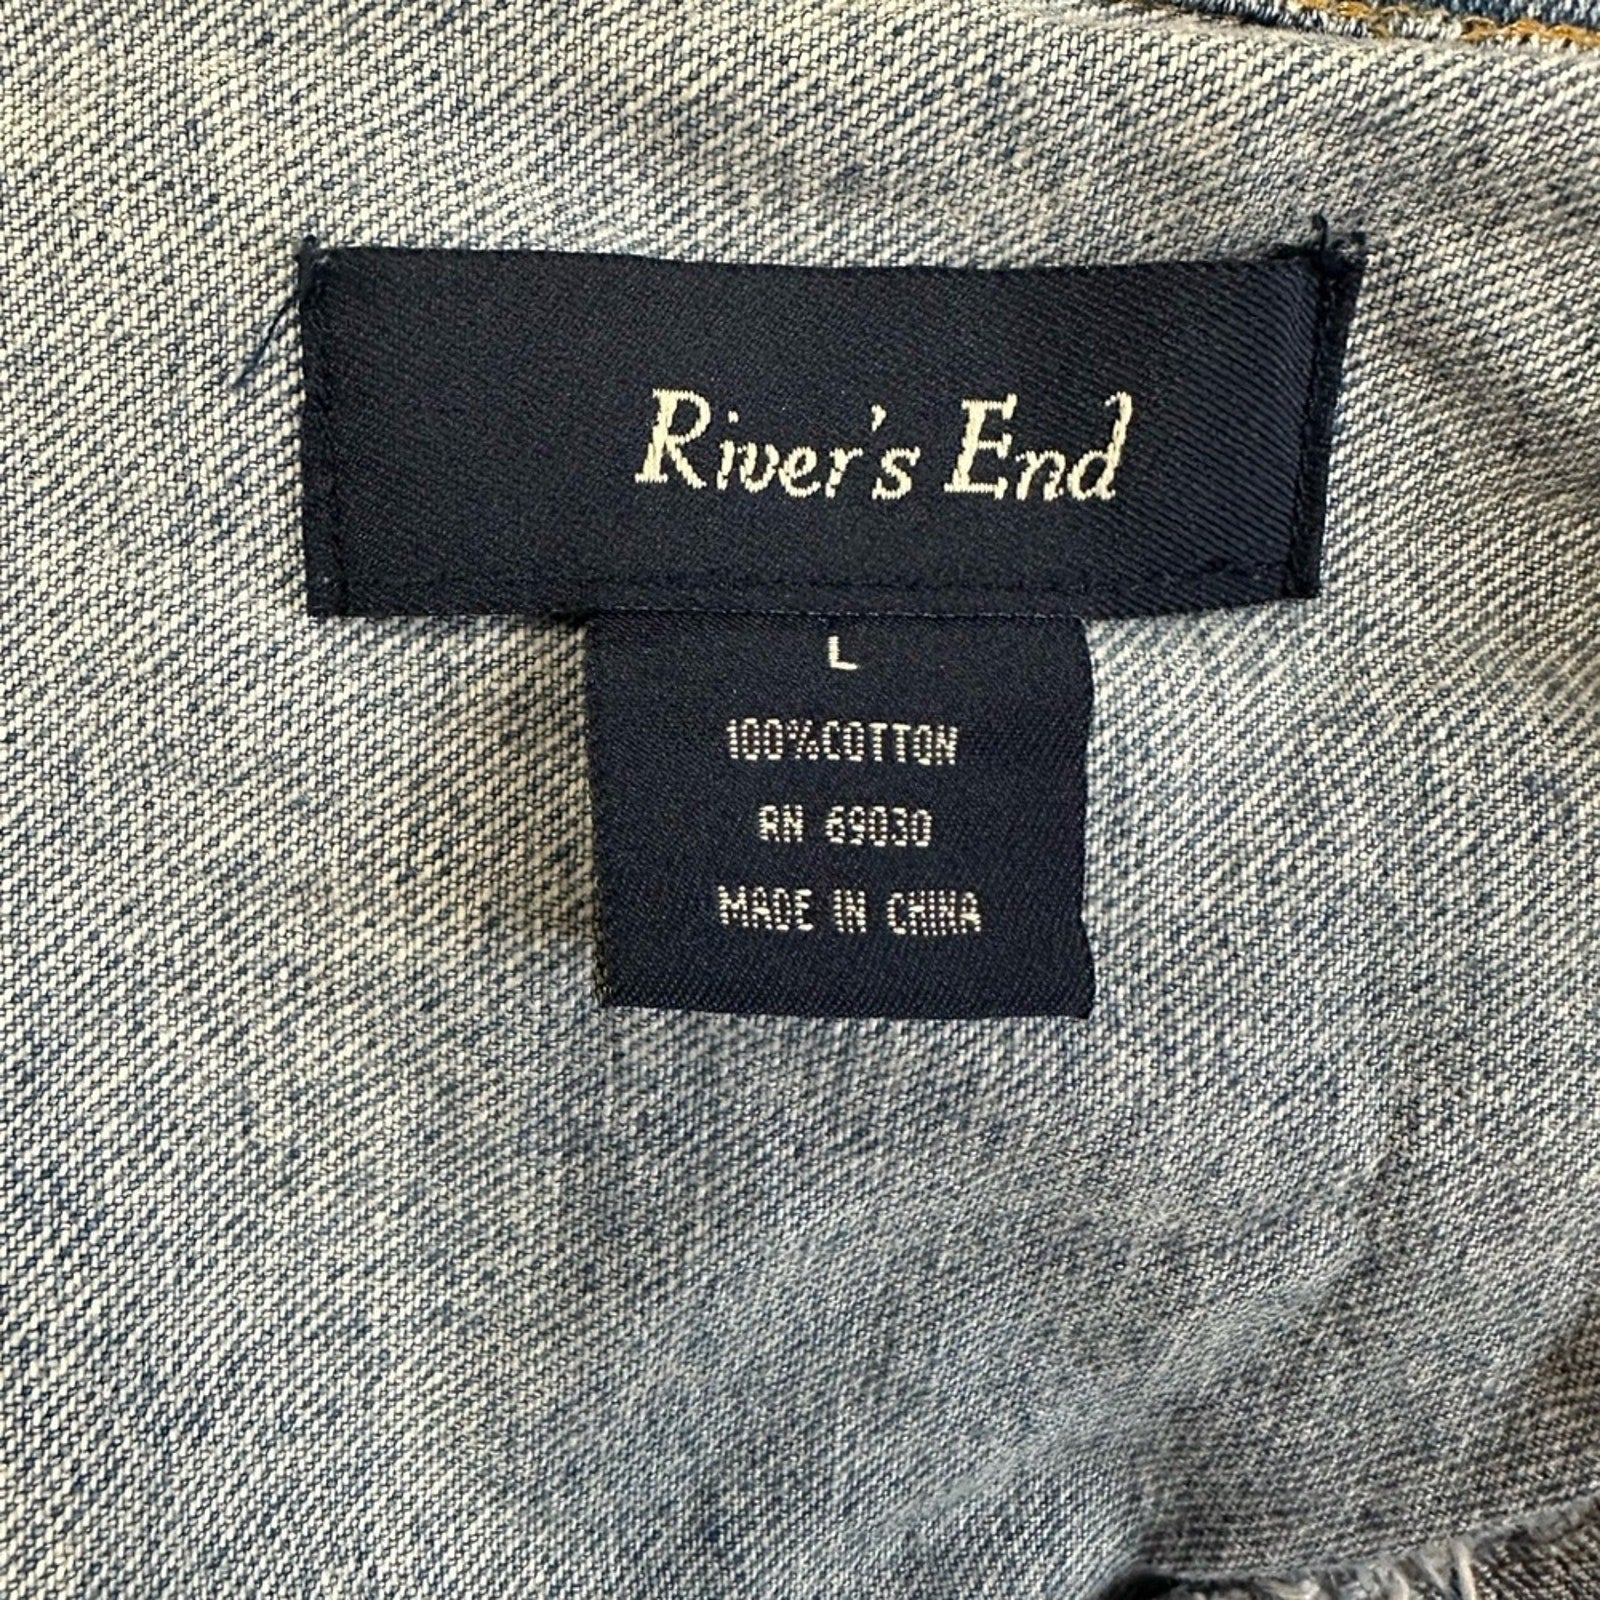 River's End
L
100%COTTON
RN 69030
MADE IN CHINA